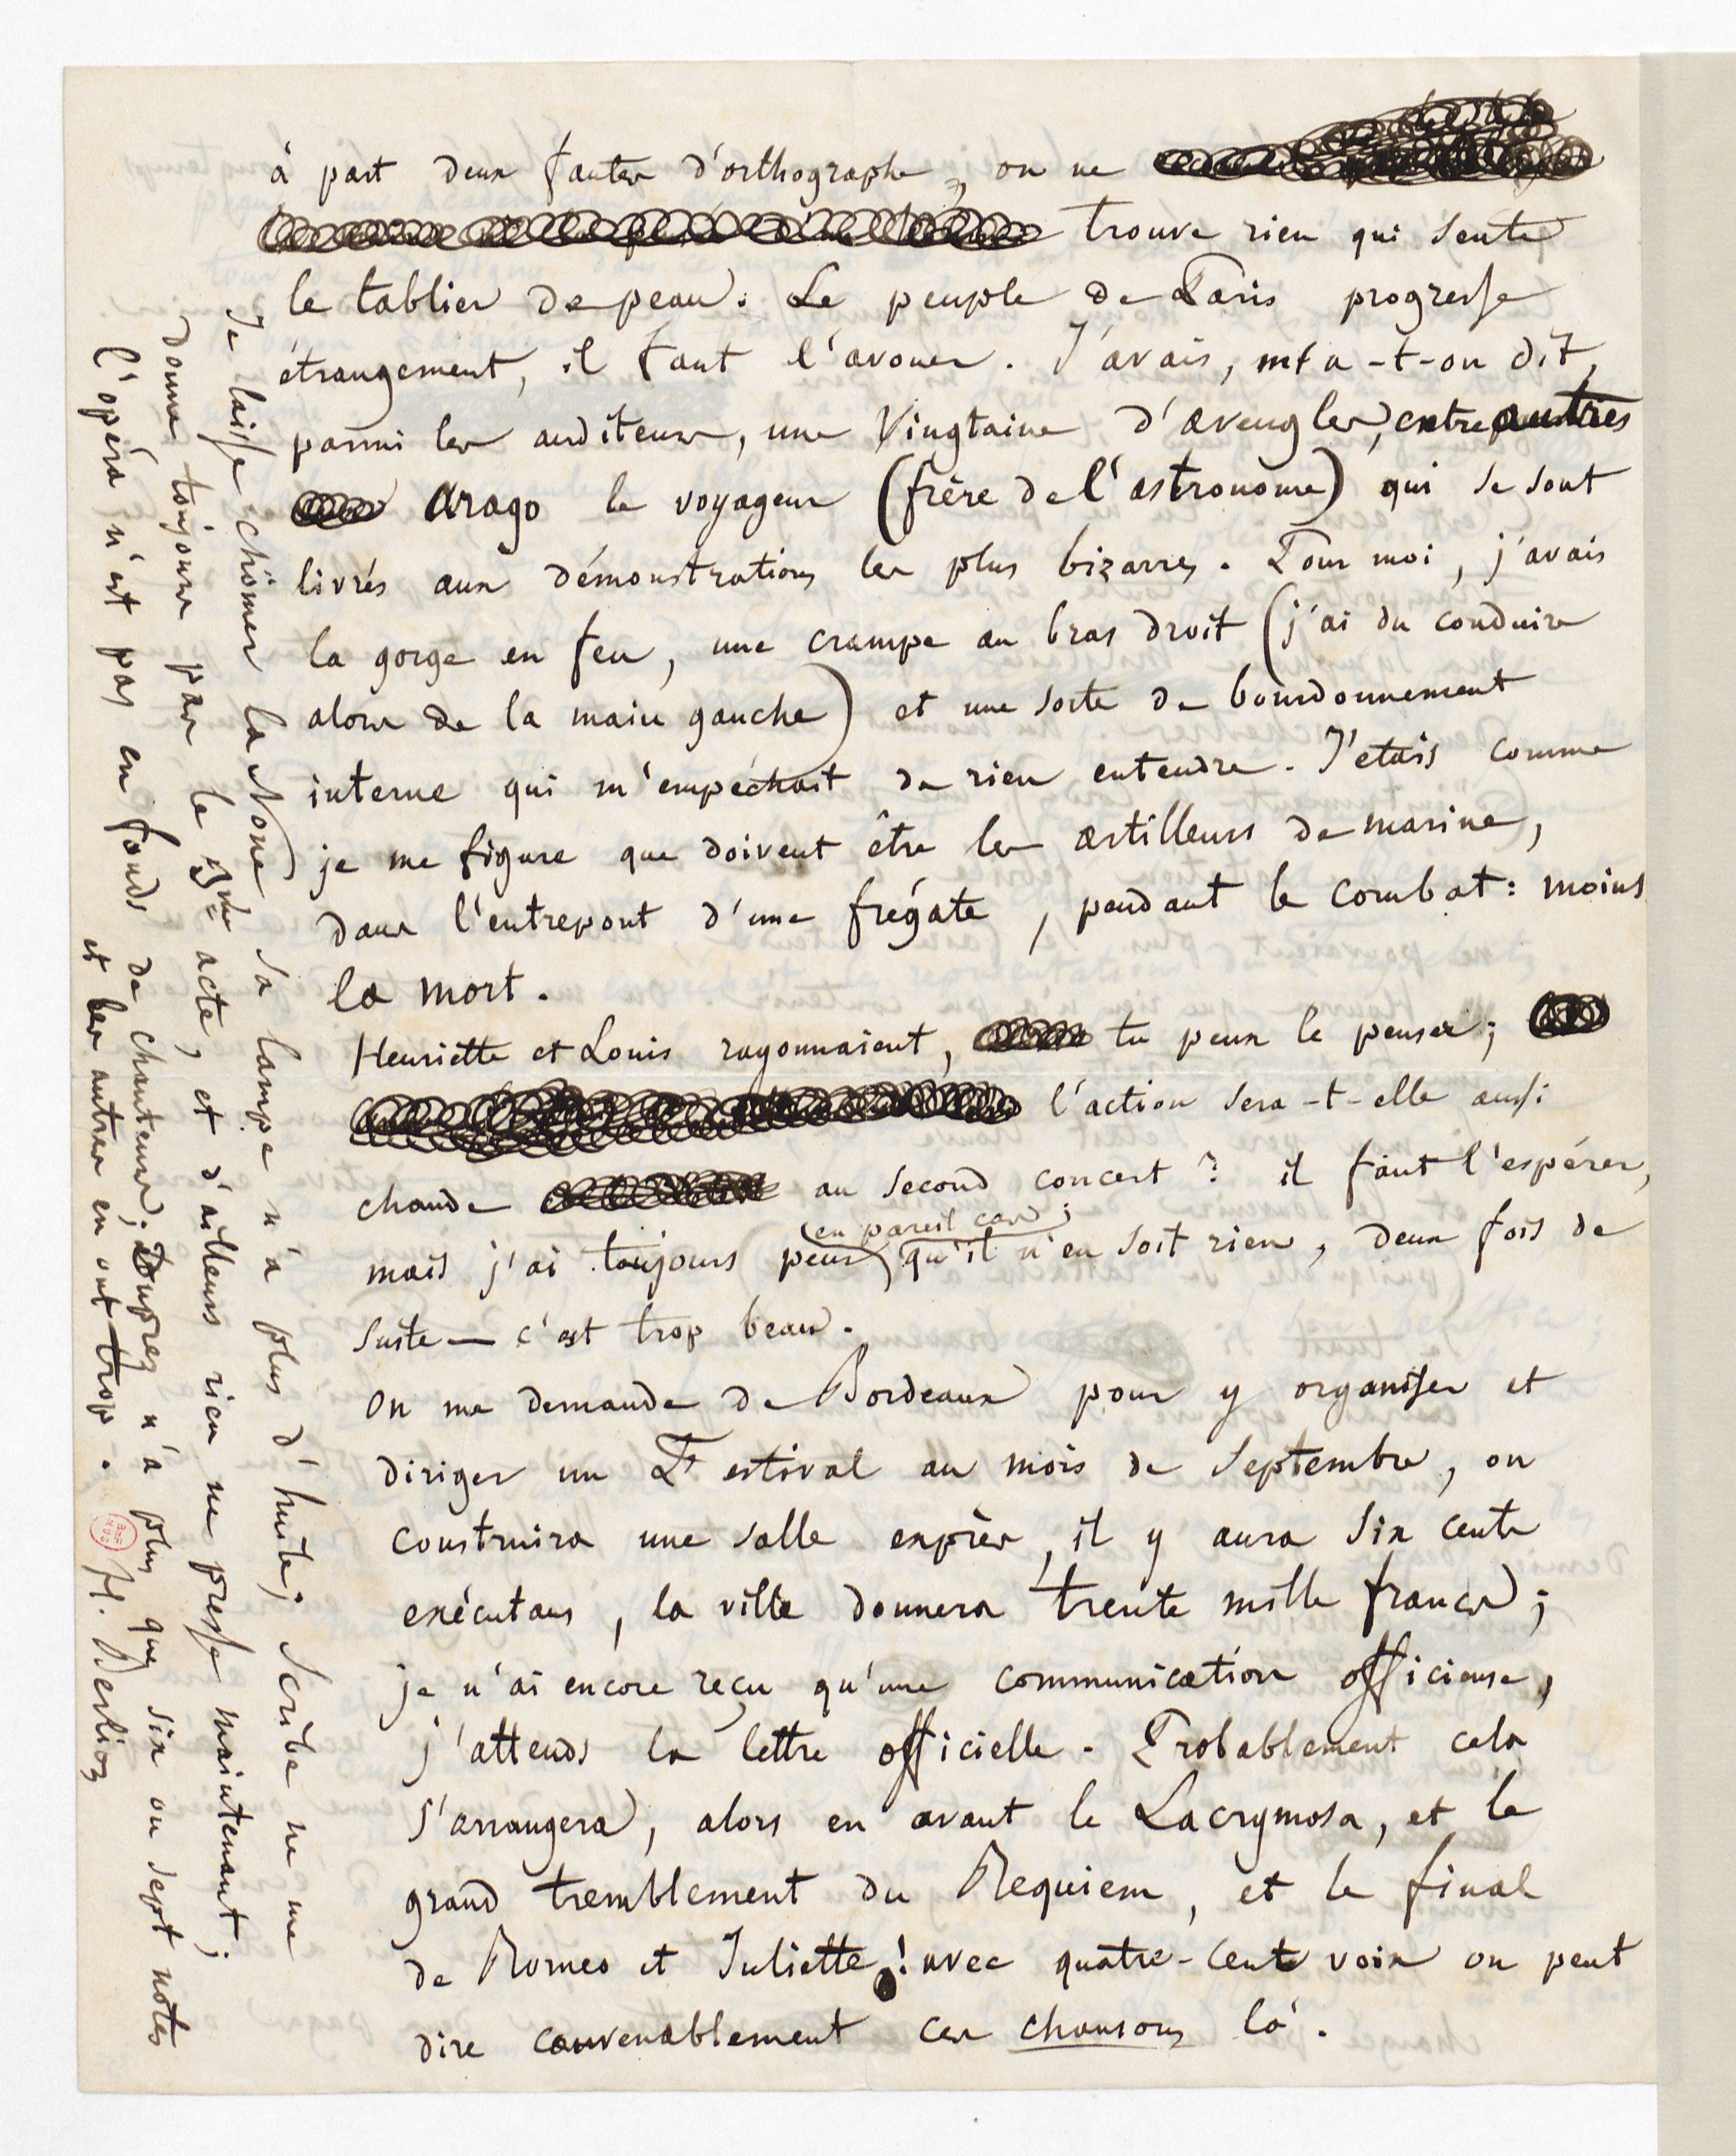 à part deux fautes d'orthographe, on ne
trouve rien qui sente
le tablier de peau. Le peuple de Paris progresse
étrangement, il faut l'avouer. J'avais, m'a-t-on dit,
parmi les auditeurs, une vingtaine d'aveugles, entre autres
Arago le voyageur (frère de l'astronome) qui se sont
livrés aux démonstrations les plus bizarres. Pour moi, j'avais
la gorge en feu, une crampe au bras droit (j'ai du conduire
alors de la main gauche) et une sorte de bourdonnement
interne qui m'empéchait de rien entendre. J'etais comme
je me figure que doivent être les artilleurs de marine,
dans l'entrepont d'une frégate, pendant le combat: moins
la mort.
Henriette et Louis rayonnaient, tu peux le penser;
l'action sera-t-elle aussi
chaude au second concert? il faut l'espérer,
(en pareil cas)
mais j'ai toujours peur qu'il n'en soit rien, deux fois de
suite — c'est trop beau.
On me demande de Bordeaux pour y organiser et
diriger un Festival au mois de Septembre, on
construira une salle exprès, il y aura six cents
exécutans, la ville donnera trente mille francs;
je n'ai encore reçu qu'une communication officieuse,
j'attends la lettre officielle. Probablement cela
s'arrangera, alors en avant le Lacrymosa, et le
grand tremblement du Requiem, et le final
de Romeo et Juliette! avec quatre-cents voix on peut
dire convenablement ces chansons là.
Je laisse chômer la None sa lampe n'a plus d'huile; Scribe ne me
donne toujours pas le 3me acte, et d'ailleurs rien ne presse maintenant;
l'opéra n'est pas en fonds de chanteurs; Duprez n'a plus que six ou sept notes
et les autres en ont trop. H. Berlioz